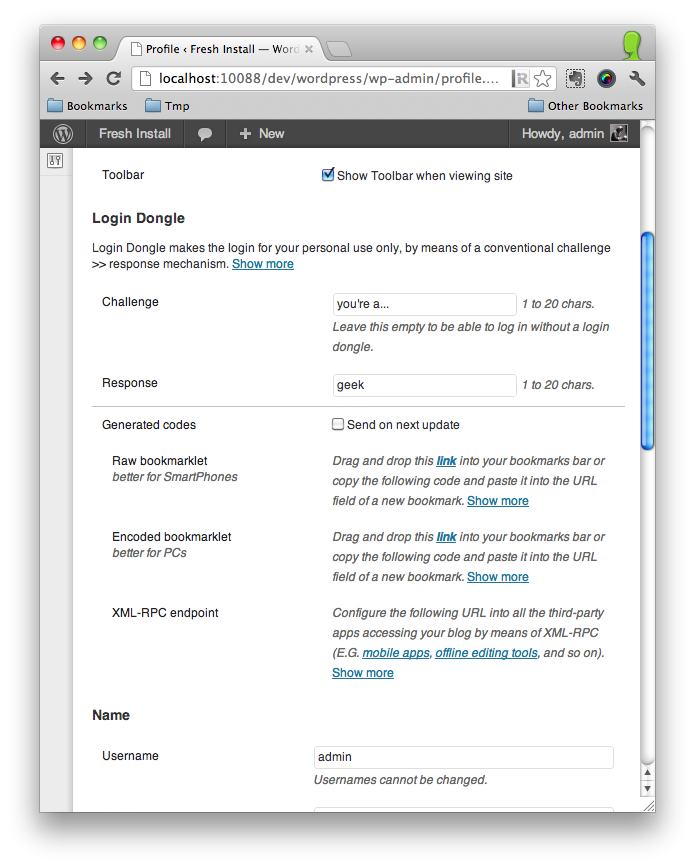 Profile ‹ Fresh Install — Word
localhost:10088/dev/wordpress/wp-admin/profile....
Bookmarks Tmp Other Bookmarks
Fresh Install + New Howdy, admin
Toolbar Show Toolbar when viewing site
Login Dongle
Login Dongle makes the login for your personal use only, by means of a conventional challenge
>> response mechanism. Show more
Challenge you're a... 1 to 20 chars.
Leave this empty to be able to log in without a login
dongle.
Response geek 1 to 20 chars.
Generated codes Send on next update
Raw bookmarklet Drag and drop this link into your bookmarks bar or
better for SmartPhones copy the following code and paste it into the URL
field of a new bookmark. Show more
Encoded bookmarklet Drag and drop this link into your bookmarks bar or
better for PCs copy the following code and paste it into the URL
field of a new bookmark. Show more
XML-RPC endpoint Configure the following URL into all the third-party
apps accessing your blog by means of XML-RPC
(E.G. mobile apps, offline editing tools, and so on).
Show more
Name
Username admin
Usernames cannot be changed.